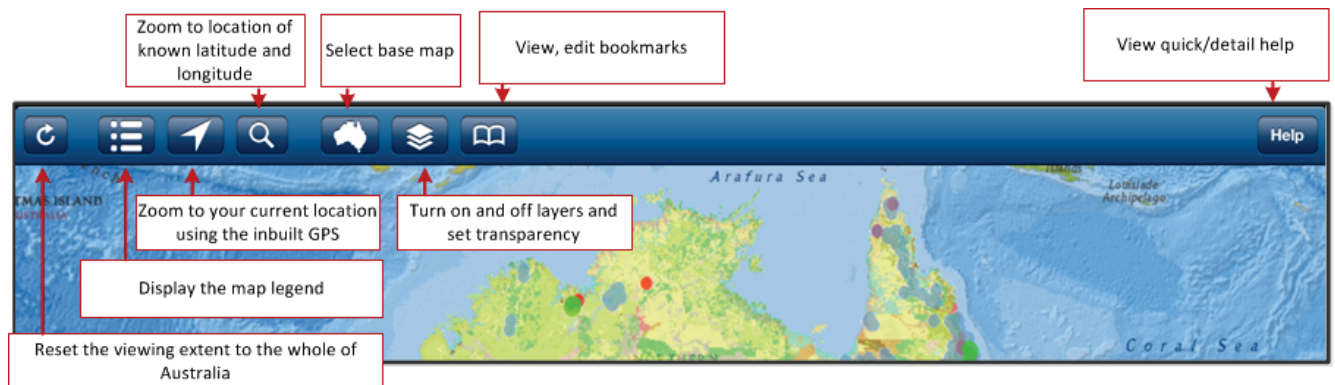 Zoom to location of
known latitude and
longitude
Select base map
View, edit bookmarks
View quick/detail help
Help
Arafura Sea
Louisiade
Archipelago
TMAS ISLAND
Zoom to your current location
using the inbuilt GPS
Turn on and off layers and
set transparency
Display the map legend
Reset the viewing extent to the whole of
Australia
Coral Sea